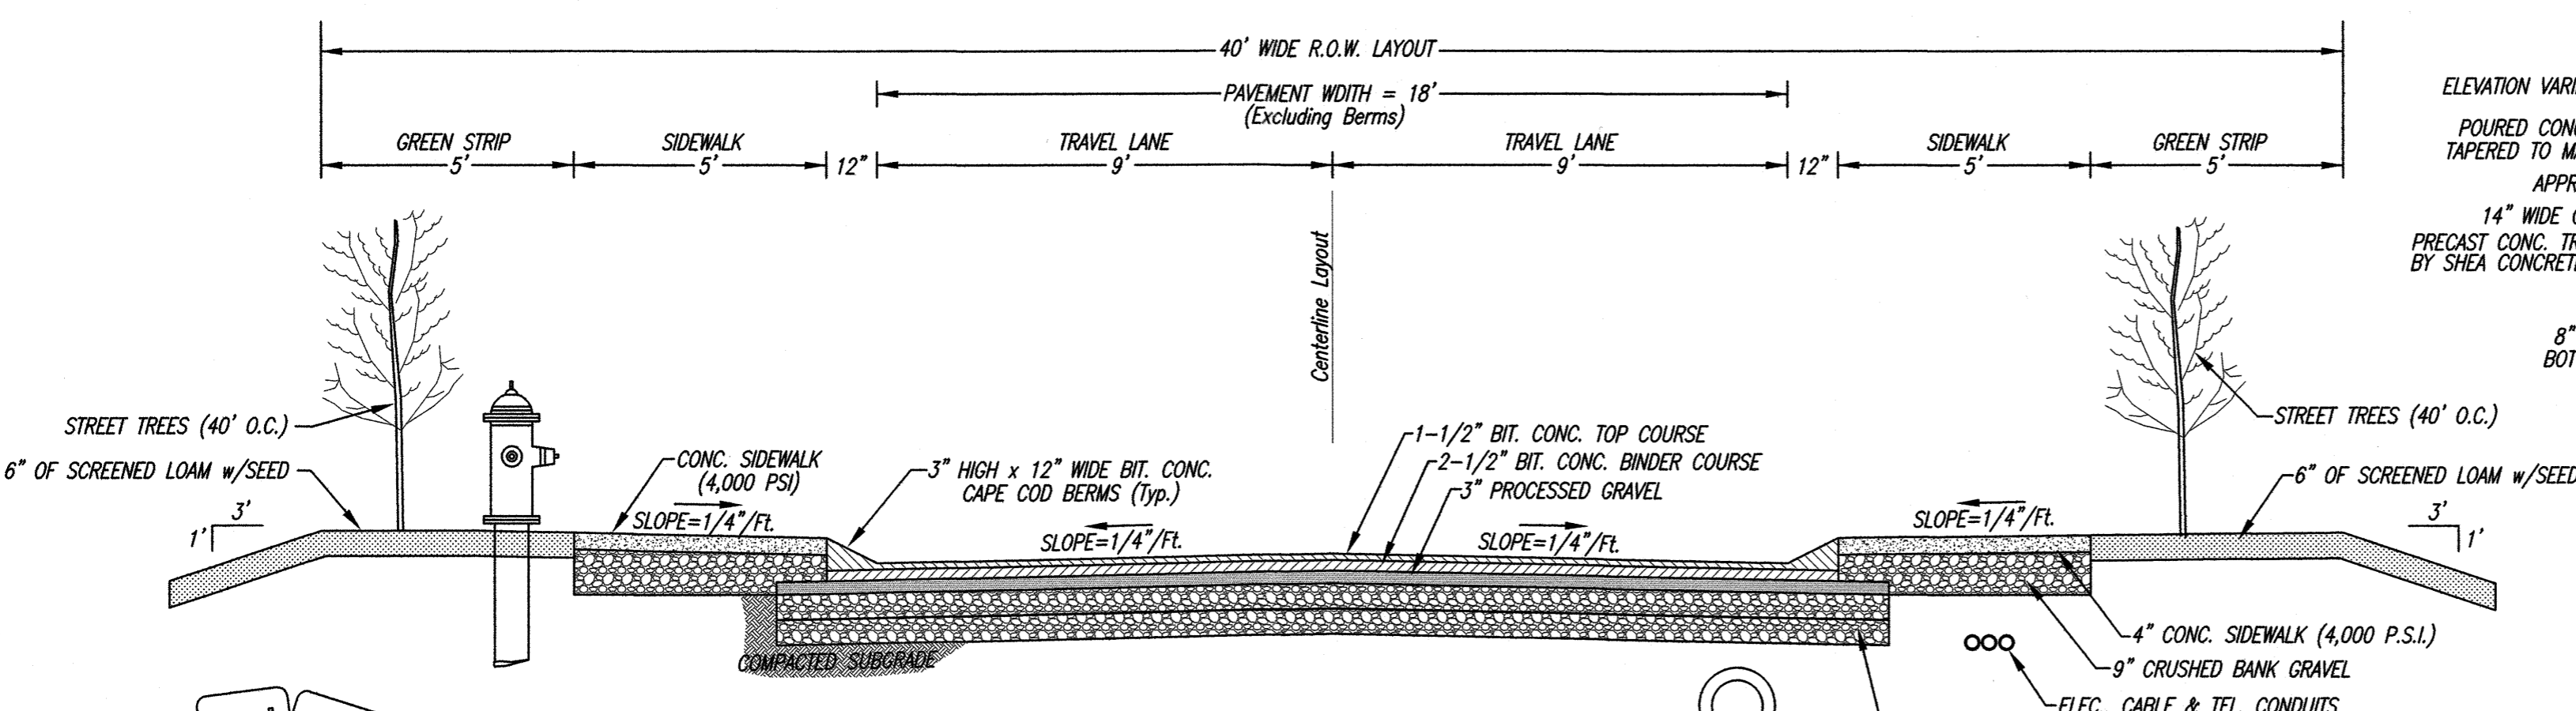 40' WIDE R.O.W. LAYOUT
PAVEMENT WDITH = 18'
(Excluding Berms)
GREEN STRIP
5'
SIDEWALK
5'
12"
TRAVEL LANE
9'
TRAVEL LANE
9'
12"
SIDEWALK
5'
GREEN STRIP
5'
Centerline Layout
STREET TREES (40' O.C.)
6" OF SCREENED LOAM w/SEED
3'
1'
CONC. SIDEWALK
(4,000 PSI)
SLOPE=1/4"/Ft.
3" HIGH x 12" WIDE BIT. CONC.
CAPE COD BERMS (Typ.)
SLOPE=1/4"/Ft.
1-1/2" BIT. CONC. TOP COURSE
2-1/2" BIT. CONC. BINDER COURSE
3" PROCESSED GRAVEL
SLOPE=1/4"/Ft.
SLOPE=1/4"/Ft.
STREET TREES (40' O.C.)
6" OF SCREENED LOAM w/SEED
3'
1'
COMPACTED SUBGRADE
4" CONC. SIDEWALK (4,000 P.S.I.)
9" CRUSHED BANK GRAVEL
ELEC., CABLE & TEL. CONDUITS
ELEVATION
POURED
TAPERED TO
14" WIDE
PRECAST CONC.
BY SHEA
8"